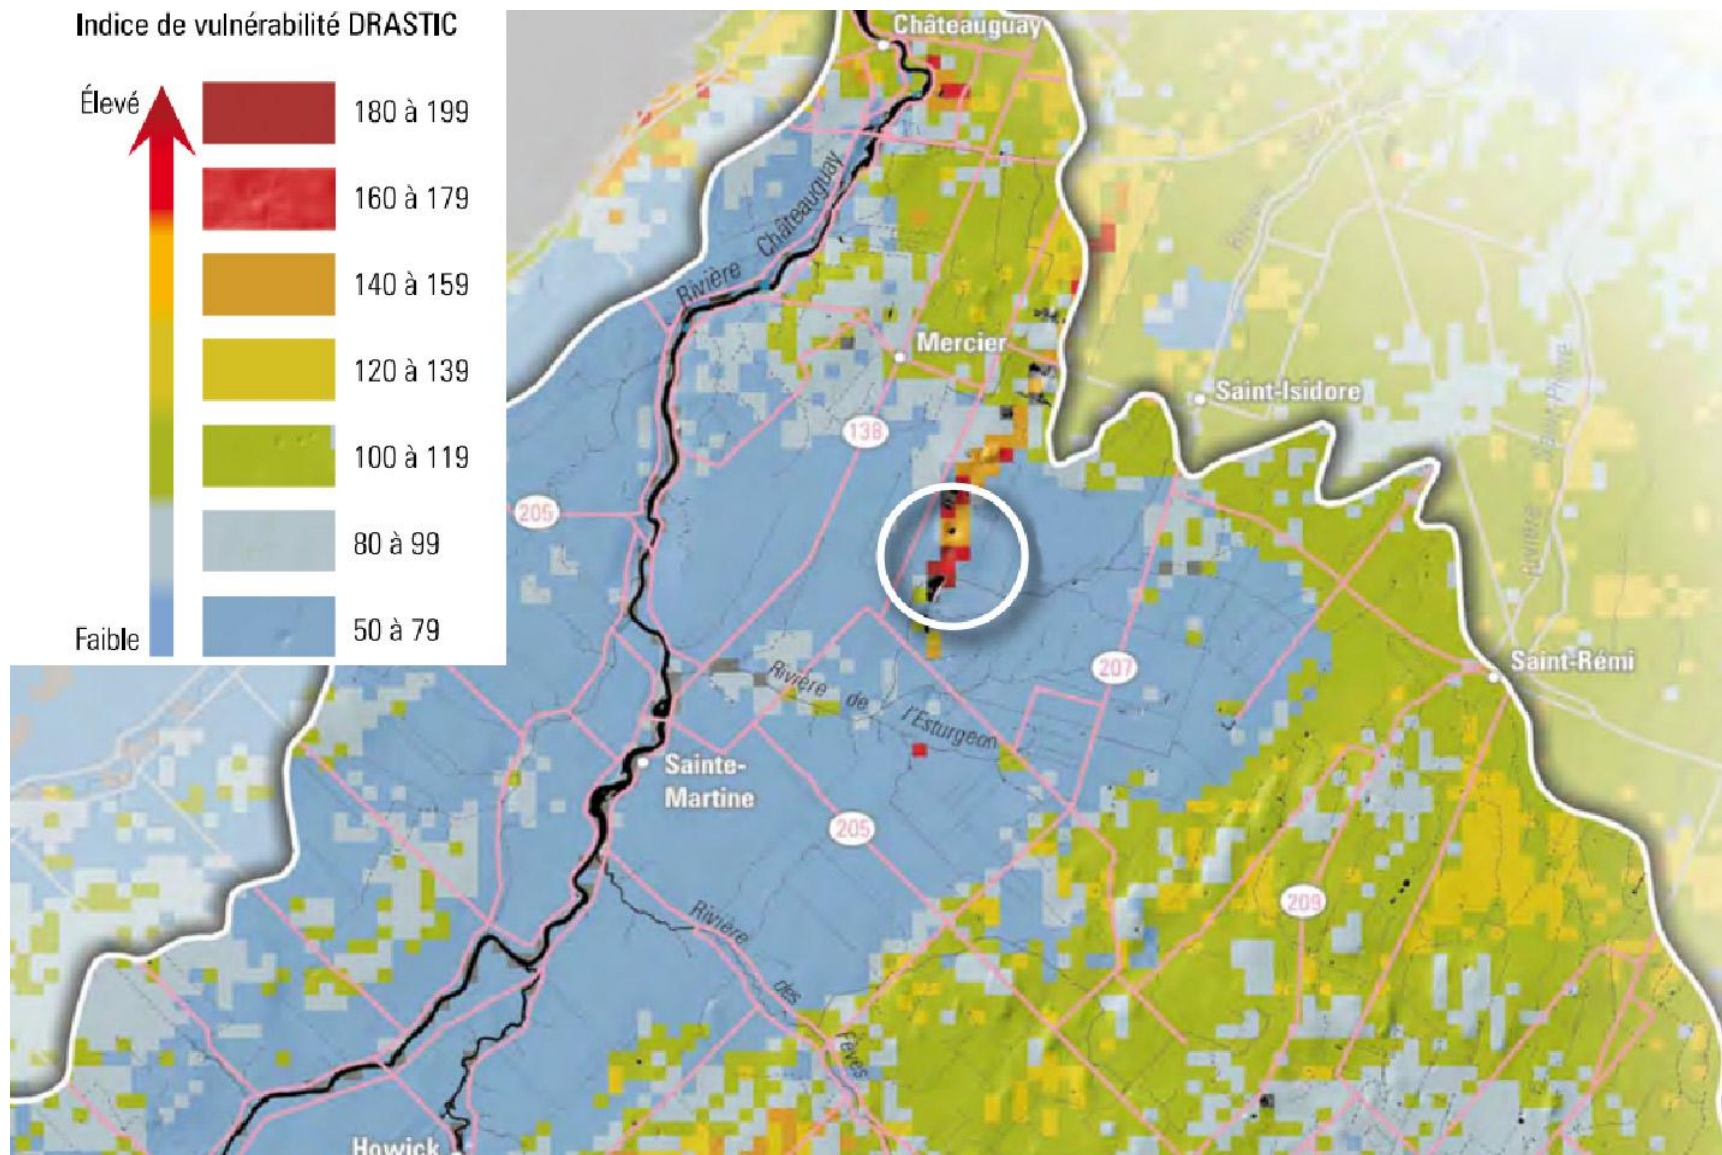 Indice de vulnérabilité DRASTIC
Élevé
180 à 199
160 à 179
140 à 159
120 à 139
100 à 119
80 à 99
Faible
50 à 79
Châteauguay
Rivière Châteauguay
Mercier
Saint-Isidore
138
205
Rivière
Saint-Rémi
207
Rivière de l'Esturgeon
Sainte-
Martine
205
209
Rivière des Fèves
Howick